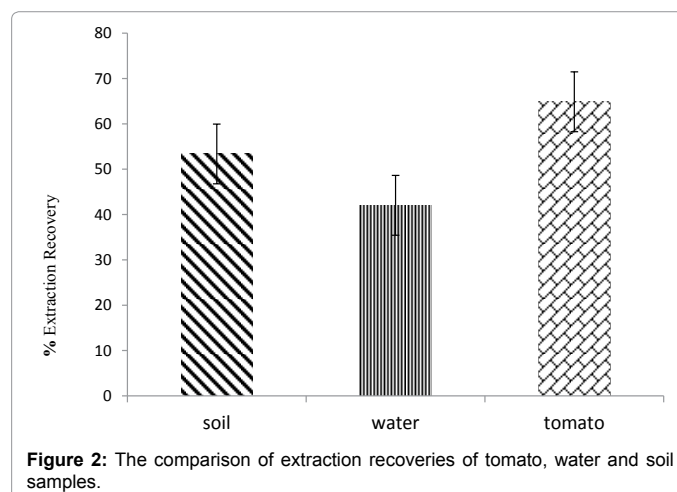 80
70
60
50
40
30
20
10
0
% Extraction Recovery
soil water tomato
Figure 2: The comparison of extraction recoveries of tomato, water and soil
samples.